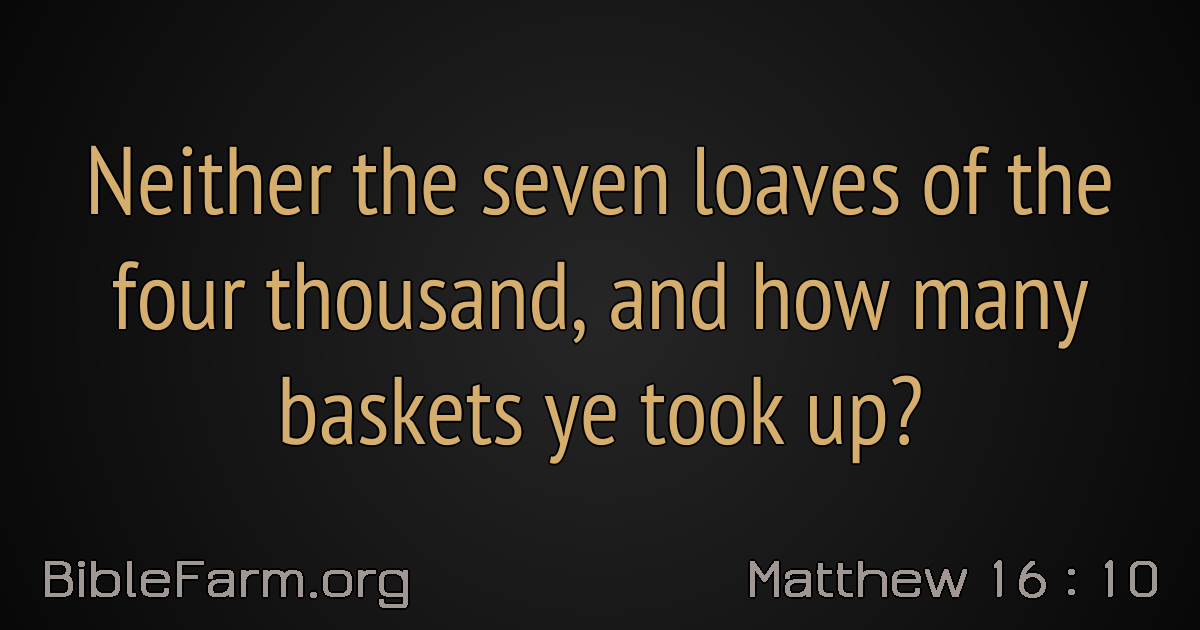 Neither the seven loaves of the
four thousand, and how many
baskets ye took up?
BibleFarm.org
Matthew 16 : 10